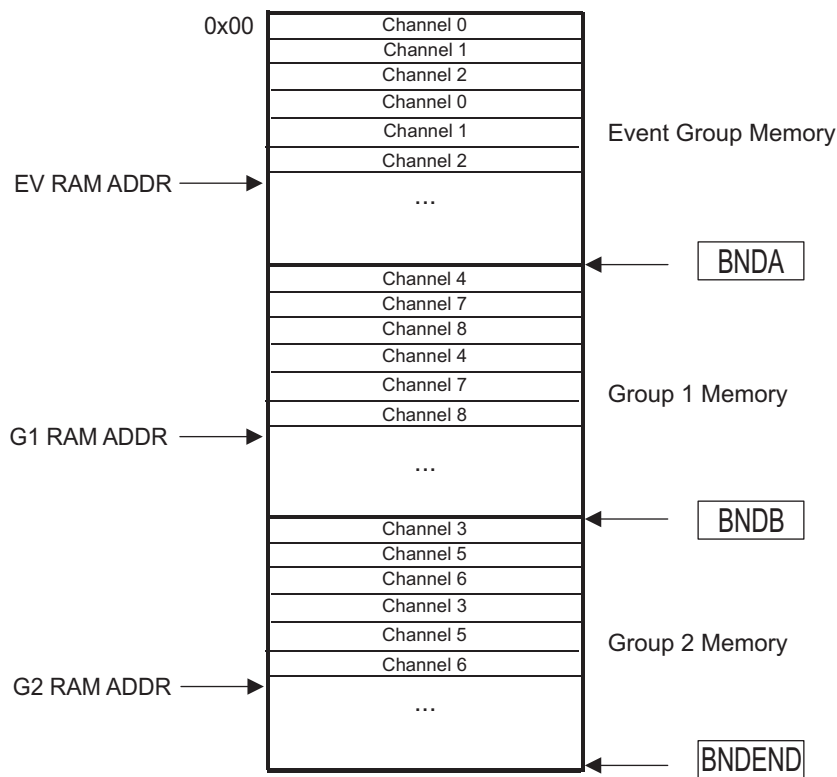 0x00
Channel 0
Channel 1
Channel 2
Channel 0
Channel 1
Channel 2
...
Event Group Memory
EV RAM ADDR
BNDA
Channel 4
Channel 7
Channel 8
Channel 4
Channel 7
Channel 8
...
Group 1 Memory
G1 RAM ADDR
BNDB
Channel 3
Channel 5
Channel 6
Channel 3
Channel 5
Channel 6
...
Group 2 Memory
G2 RAM ADDR
BNDEND